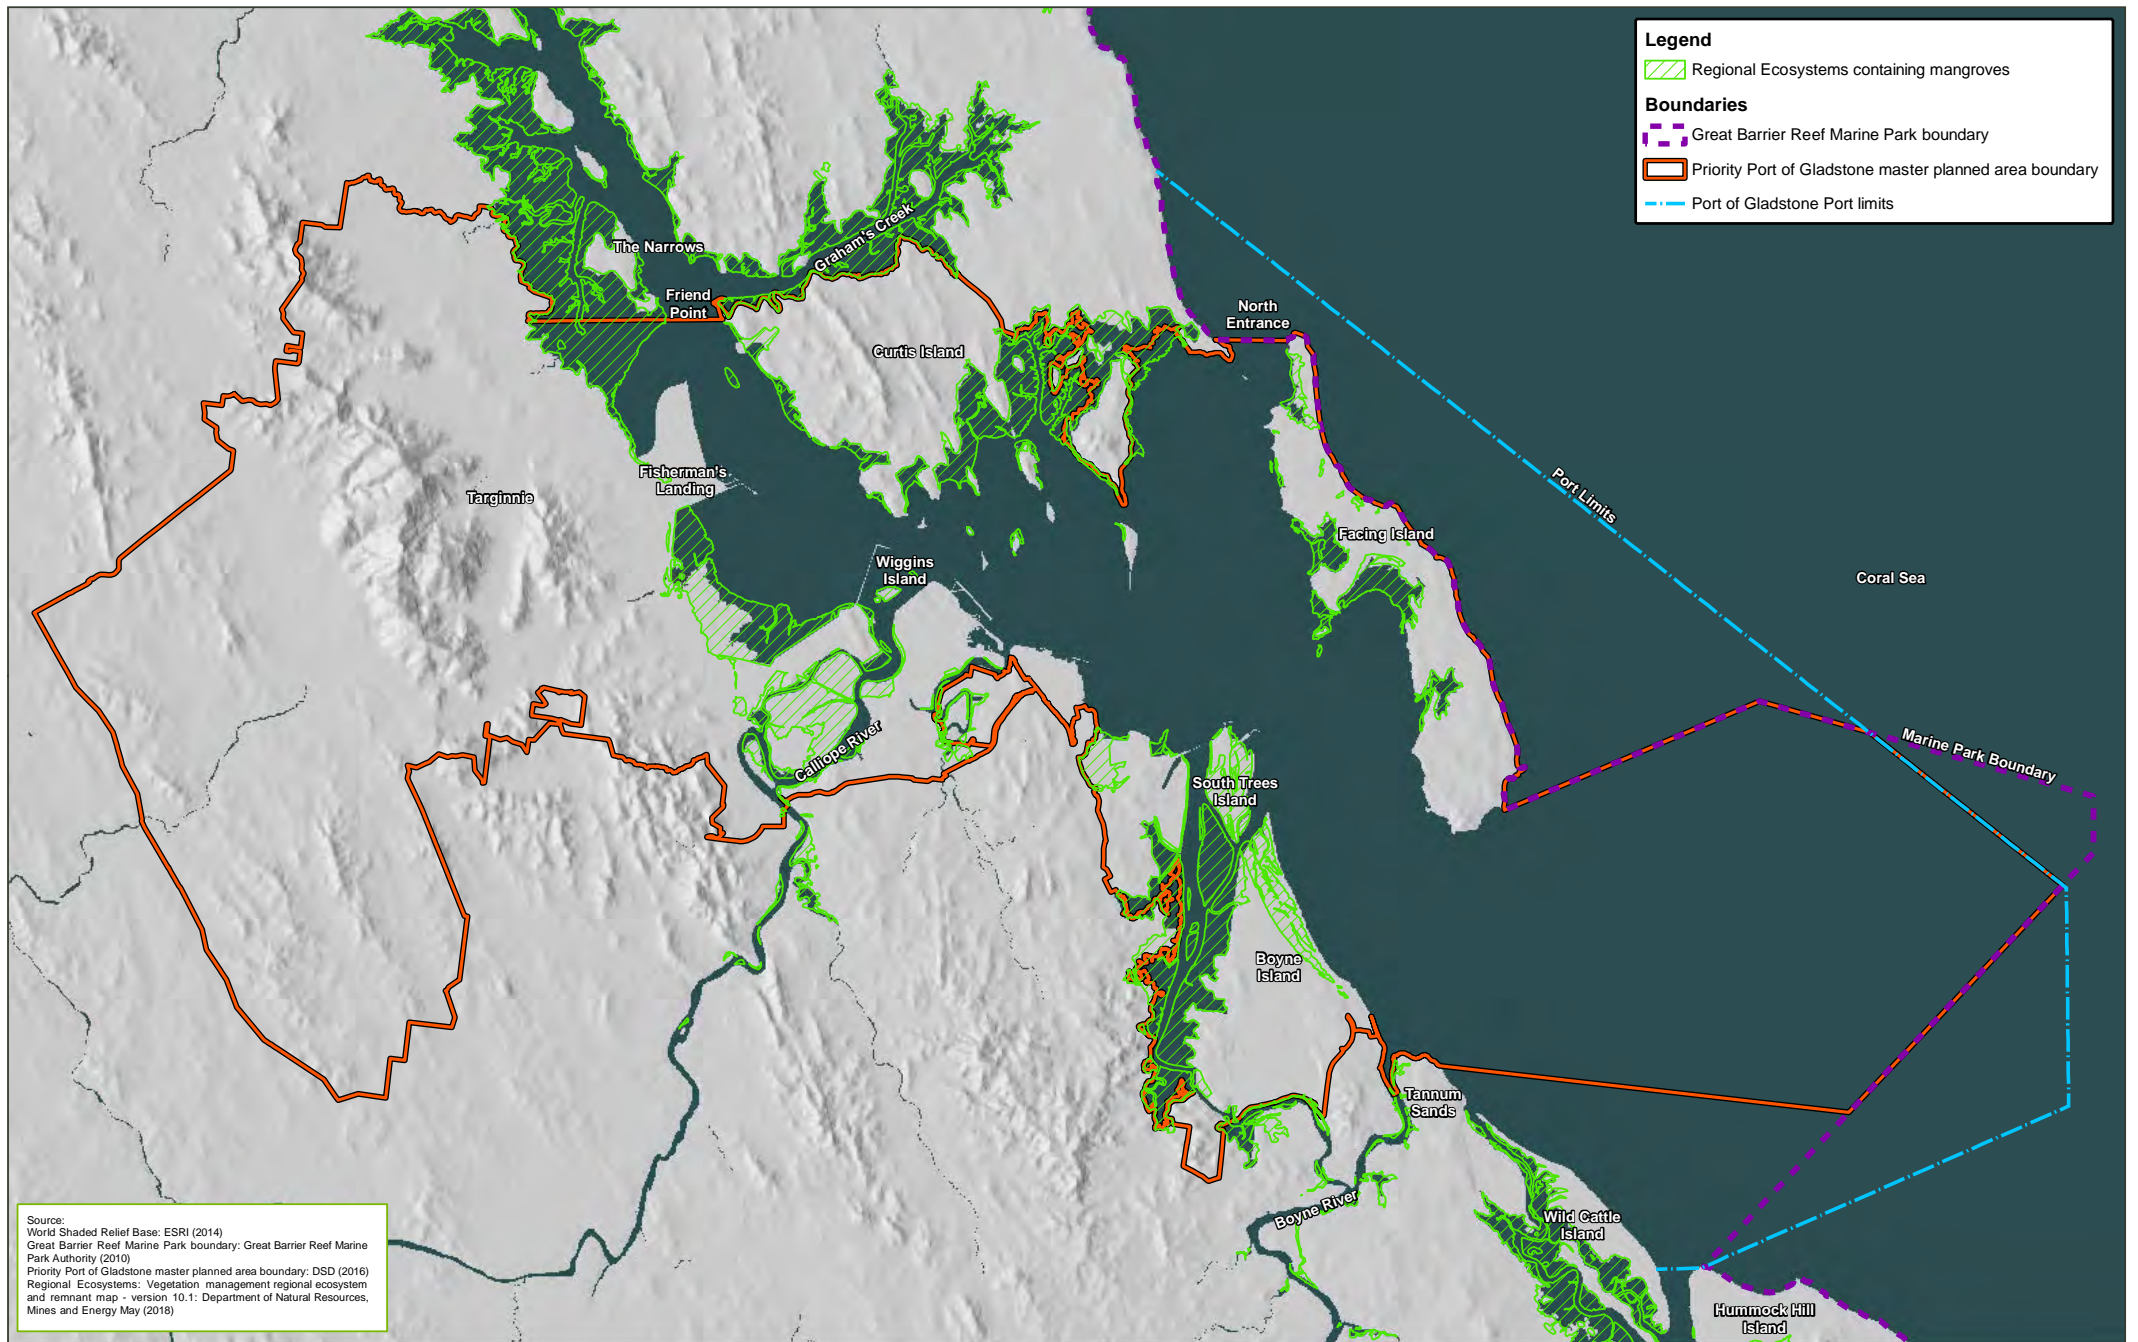 Legend
Regional Ecosystems containing mangroves
Boundaries
Great Barrier Reef Marine Park boundary
Priority Port of Gladstone master planned area boundary
Port of Gladstone Port limits
Graham's Creek
The Narrows
Friend
Point
North
Entrance
Curtis Island
Fisherman's
Landing
Targinnie
Port Limits
Facing Island
Wiggins
Island
Coral Sea
Calliope River
Marine Park Boundary
South Trees
Island
Boyne
Island
Tannum
Sands
Boyne River
Wild Cattle
Island
Hummock Hill
Island
Source:
World Shaded Relief Base: ESRI (2014)
Great Barrier Reef Marine Park boundary: Great Barrier Reef Marine
Park Authority (2010)
Priority Port of Gladstone master planned area boundary: DSD (2016)
Regional Ecosystems: Vegetation management regional ecosystem
and remnant map - version 10.1: Department of Natural Resources,
Mines and Energy May (2018)